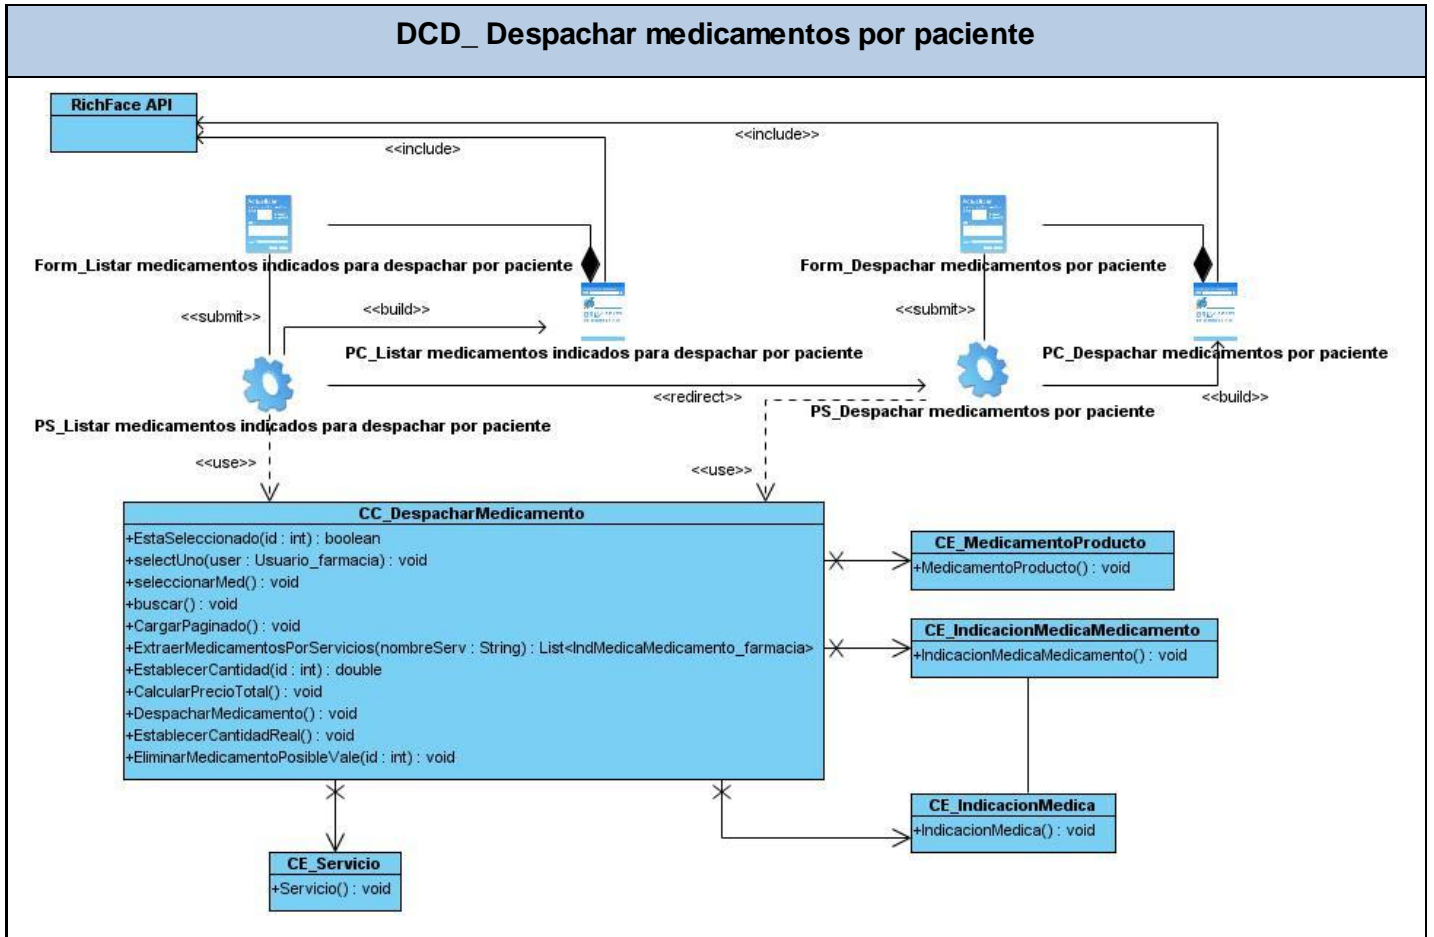 DCD_ Despachar medicamentos por paciente
RichFace API
<<include>
<<include>>
Form_Listar medicamentos indicados para despachar por paciente
Form_Despachar medicamentos por paciente
<<submit>>
<<build>>
<<submit>>
PC_Listar medicamentos indicados para despachar por paciente
PC_Despachar medicamentos por paciente
<<redirect>>
<<build>>
PS_Despachar medicamentos por paciente
PS_Listar medicamentos indicados para despachar por paciente
<<use>>
<<use>>
CC_DespacharMedicamento
+EstaSeleccionado(id : int) : boolean
+selectUno(user : Usuario_farmacia) : void
+seleccionarMed() : void
+buscar() : void
+CargarPaginado() : void
+ExtraerMedicamentosPorServicios(nombreServ : String) : List<IndMedicaMedicamento_farmacia>
+EstablecerCantidad(id : int) : double
+CalcularPrecioTotal() : void
+DespacharMedicamento() : void
+EstablecerCantidadReal() : void
+EliminarMedicamentoPosibleVale(id : int) : void
CE_MedicamentoProducto
+MedicamentoProducto() : void
CE_IndicacionMedicaMedicamento
+IndicacionMedicaMedicamento() : void
CE_IndicacionMedica
+IndicacionMedica() : void
CE_Servicio
+Servicio() : void